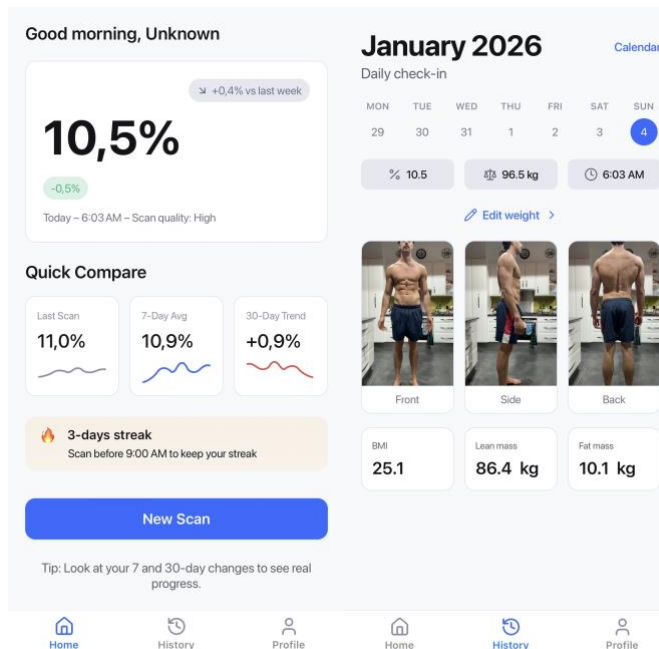 Good morning, Unknown
+0,4% vs last week
10,5%
-0,5%
Today – 6:03 AM – Scan quality: High
Quick Compare
Last Scan
11,0%
7-Day Avg
10,9%
30-Day Trend
+0,9%
3-days streak
Scan before 9:00 AM to keep your streak
New Scan
Tip: Look at your 7 and 30-day changes to see real
progress.
Home
History
Profile
January 2026
Calendar
Daily check-in
MON TUE WED THU FRI SAT SUN
29 30 31 1 2 3 4
% 10.5
96.5 kg
6:03 AM
Edit weight >
Front
Side
Back
BMI
25.1
Lean mass
86.4 kg
Fat mass
10.1 kg
Home
History
Profile